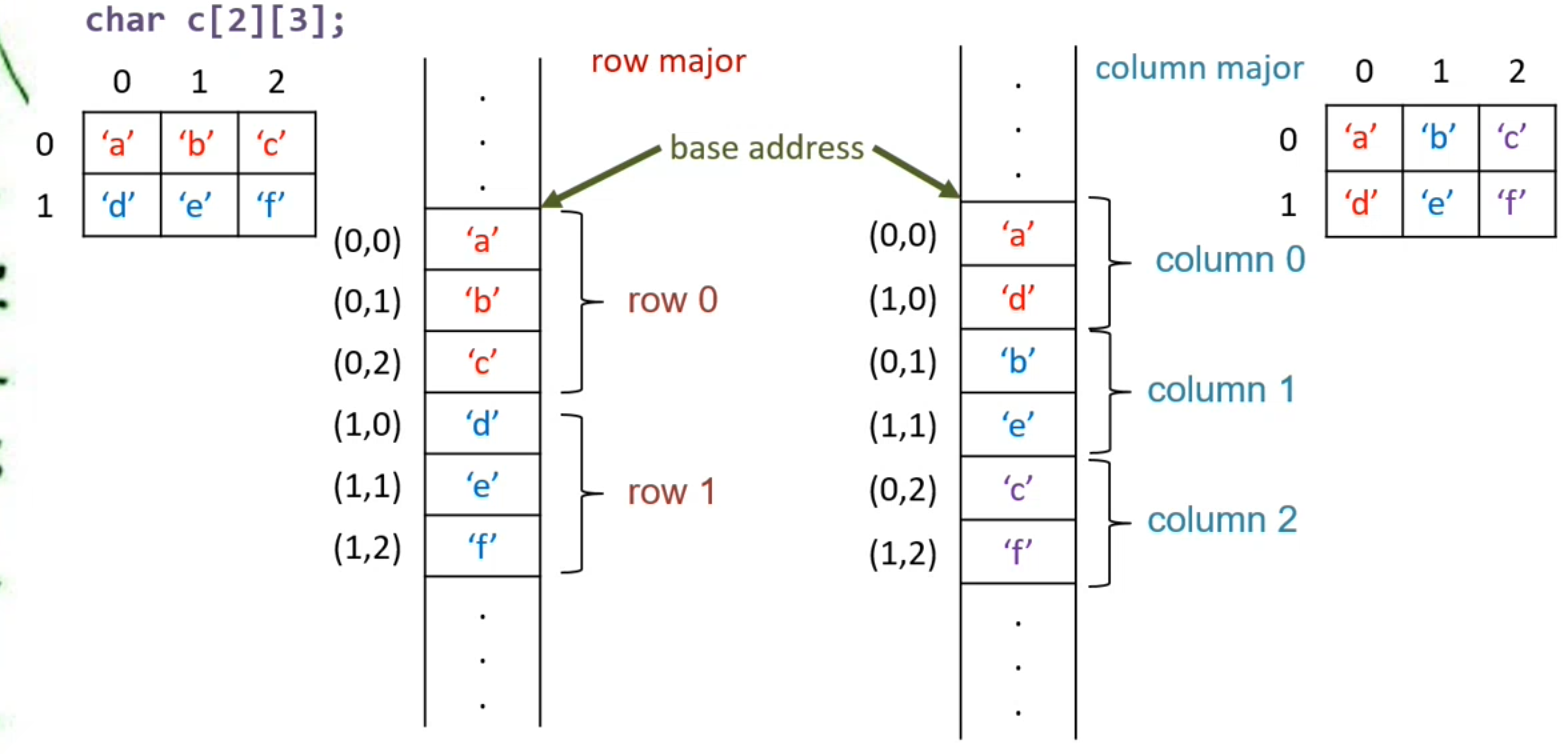 char c[2][3];
row major
0 1 2
0 ‘a’ ‘b’ ‘c’
1 ‘d’ ‘e’ ‘f’
base address
(0,0) ‘a’
(0,1) ‘b’
(0,2) ‘c’
row 0
(1,0) ‘d’
(1,1) ‘e’
(1,2) ‘f’
row 1
column major
0 1 2
0 ‘a’ ‘b’ ‘c’
1 ‘d’ ‘e’ ‘f’
(0,0) ‘a’
(1,0) ‘d’
column 0
(0,1) ‘b’
(1,1) ‘e’
column 1
(0,2) ‘c’
(1,2) ‘f’
column 2